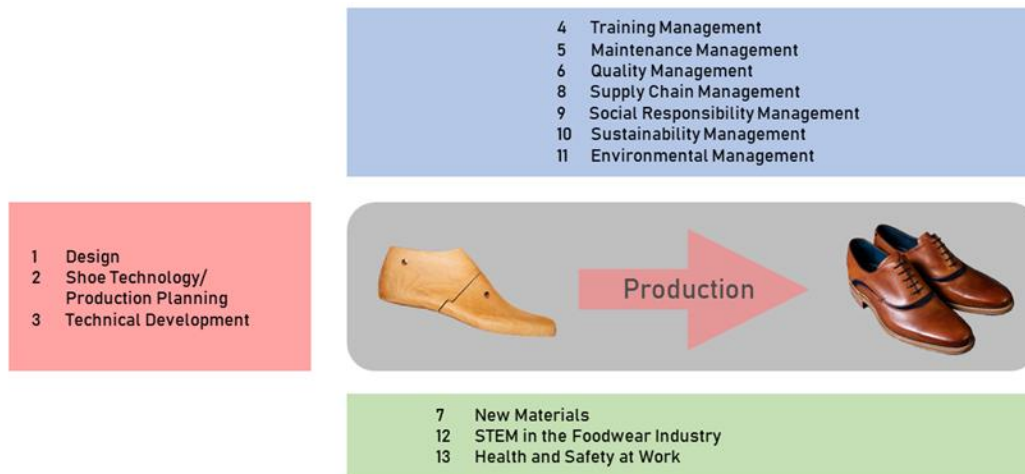 4 Training Management
5 Maintenance Management
6 Quality Management
8 Supply Chain Management
9 Social Responsibility Management
10 Sustainability Management
11 Environmental Management
1 Design
2 Shoe Technology/
Production Planning
3 Technical Development
Production
7 New Materials
12 STEM in the Footwear Industry
13 Health and Safety at Work